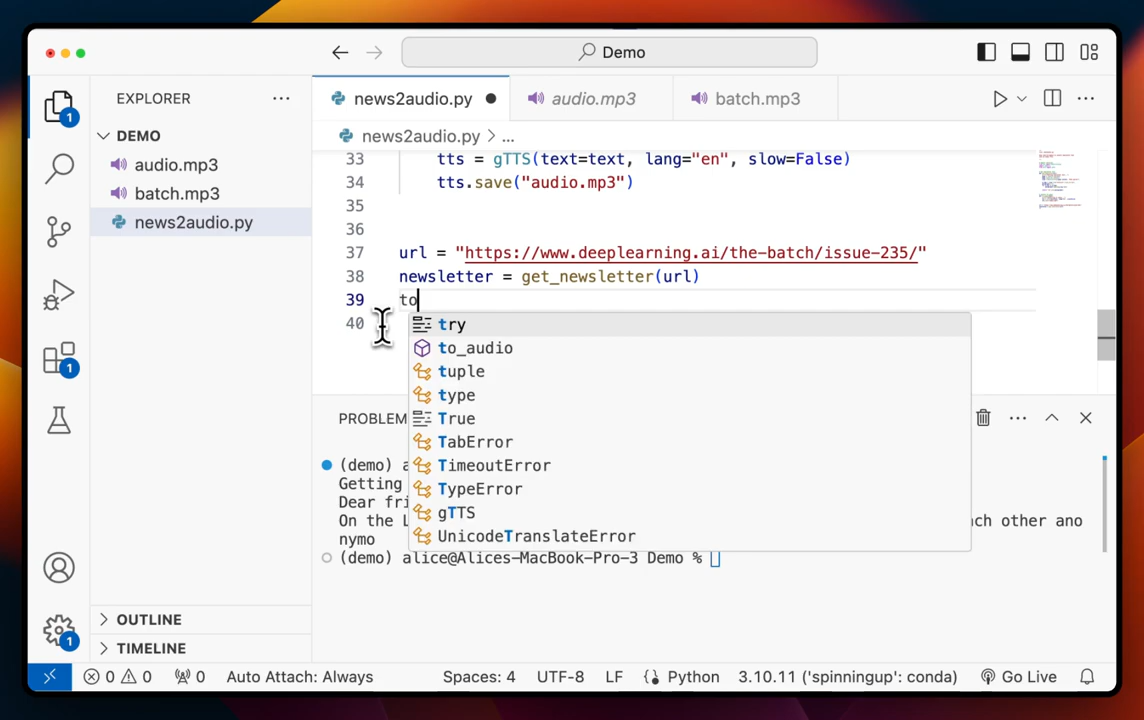 Demo
EXPLORER
news2audio.py
audio.mp3
batch.mp3
DEMO
audio.mp3
batch.mp3
news2audio.py
news2audio.py > ...
33 tts = gTTS(text=text, lang="en", slow=False)
34 tts.save("audio.mp3")
35
36
37 url = "https://www.deeplearning.ai/the-batch/issue-235/"
38 newsletter = get_newsletter(url)
39 to
40
try
to_audio
tuple
type
True
TabError
TimeoutError
TypeError
gTTS
UnicodeTranslateError
1
1
1
PROBLEM
(demo) a
Getting
Dear fri
On the L ch other ano
nymo
(demo) alice@Alices-MacBook-Pro-3 Demo %
OUTLINE
TIMELINE
0 0 0 Auto Attach: Always Spaces: 4 UTF-8 LF Python 3.10.11 ('spinningup': conda) Go Live